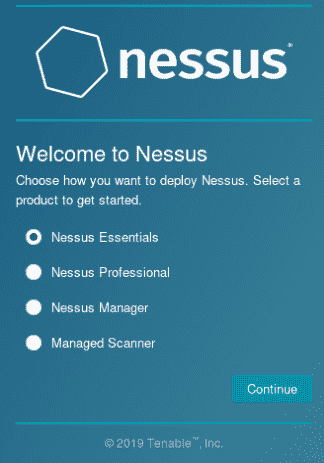 nessus®
Welcome to Nessus
Choose how you want to deploy Nessus. Select a
product to get started.
Nessus Essentials
Nessus Professional
Nessus Manager
Managed Scanner
Continue
© 2019 Tenable™, Inc.